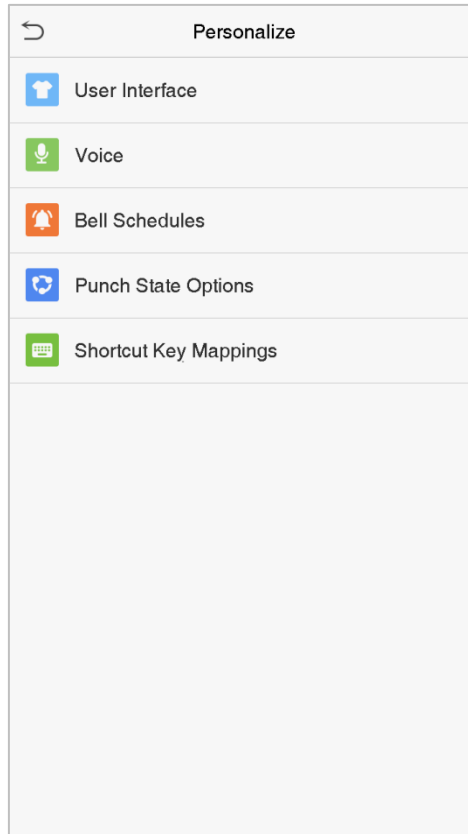 Personalize
User Interface
Voice
Bell Schedules
Punch State Options
Shortcut Key Mappings